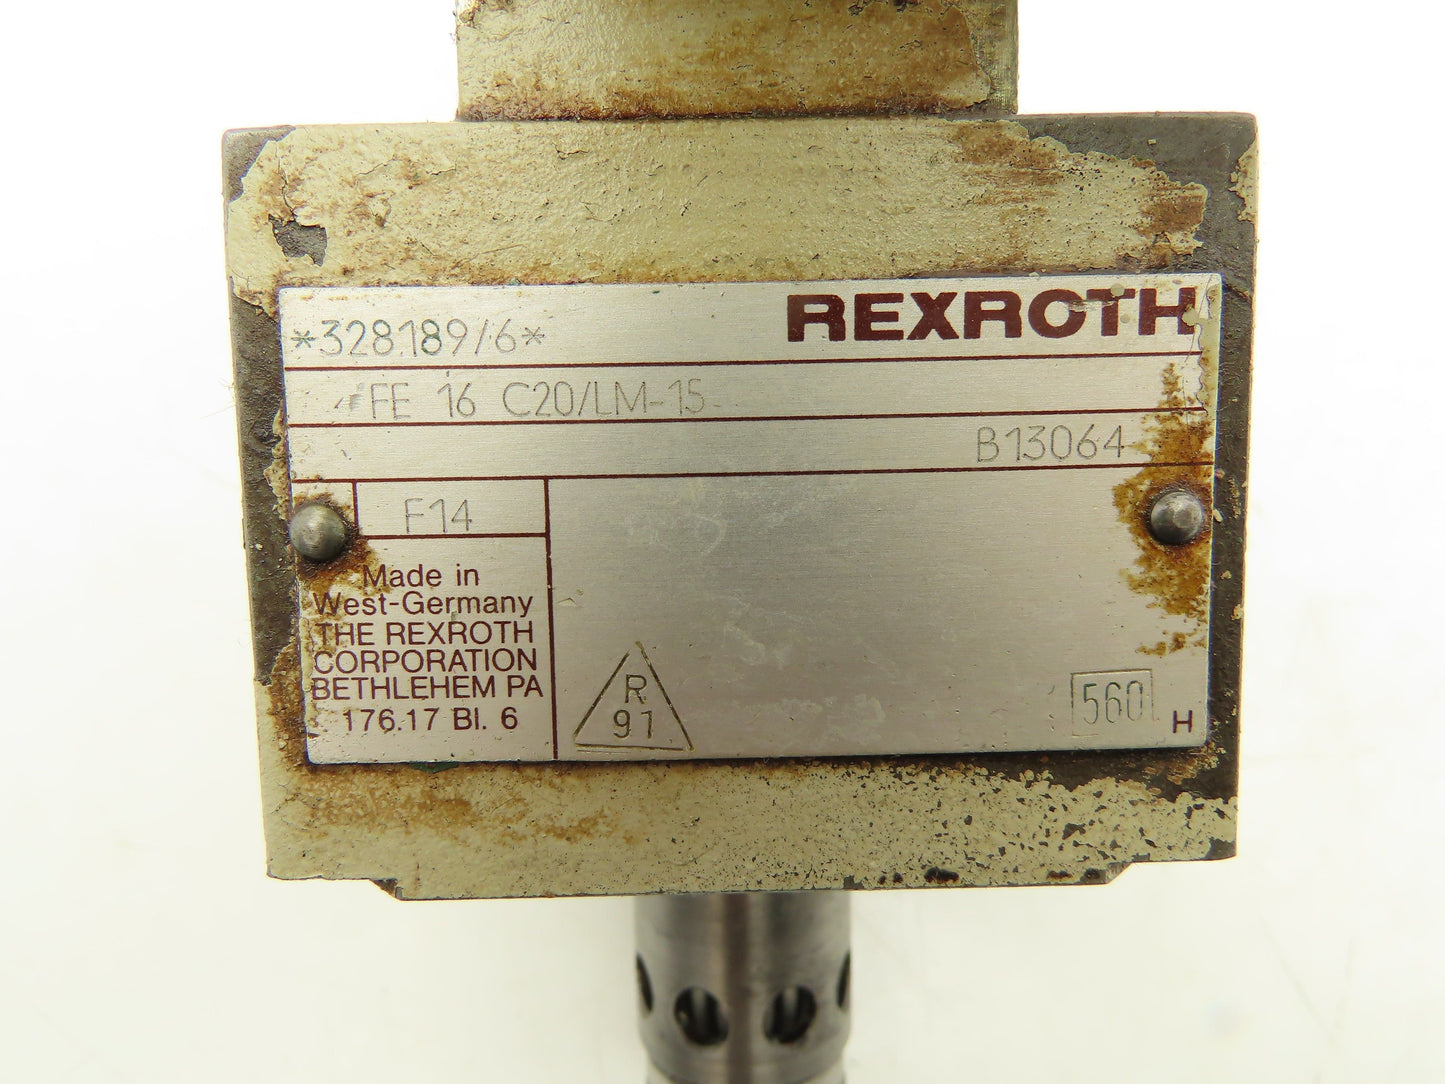 *328189/6*
REXROTH
FE 16 C20/LM-15
B13064
F14
Made in
West-Germany
THE REXROTH
CORPORATION
BETHLEHEM PA
176.17 Bl. 6
R
91
560
H